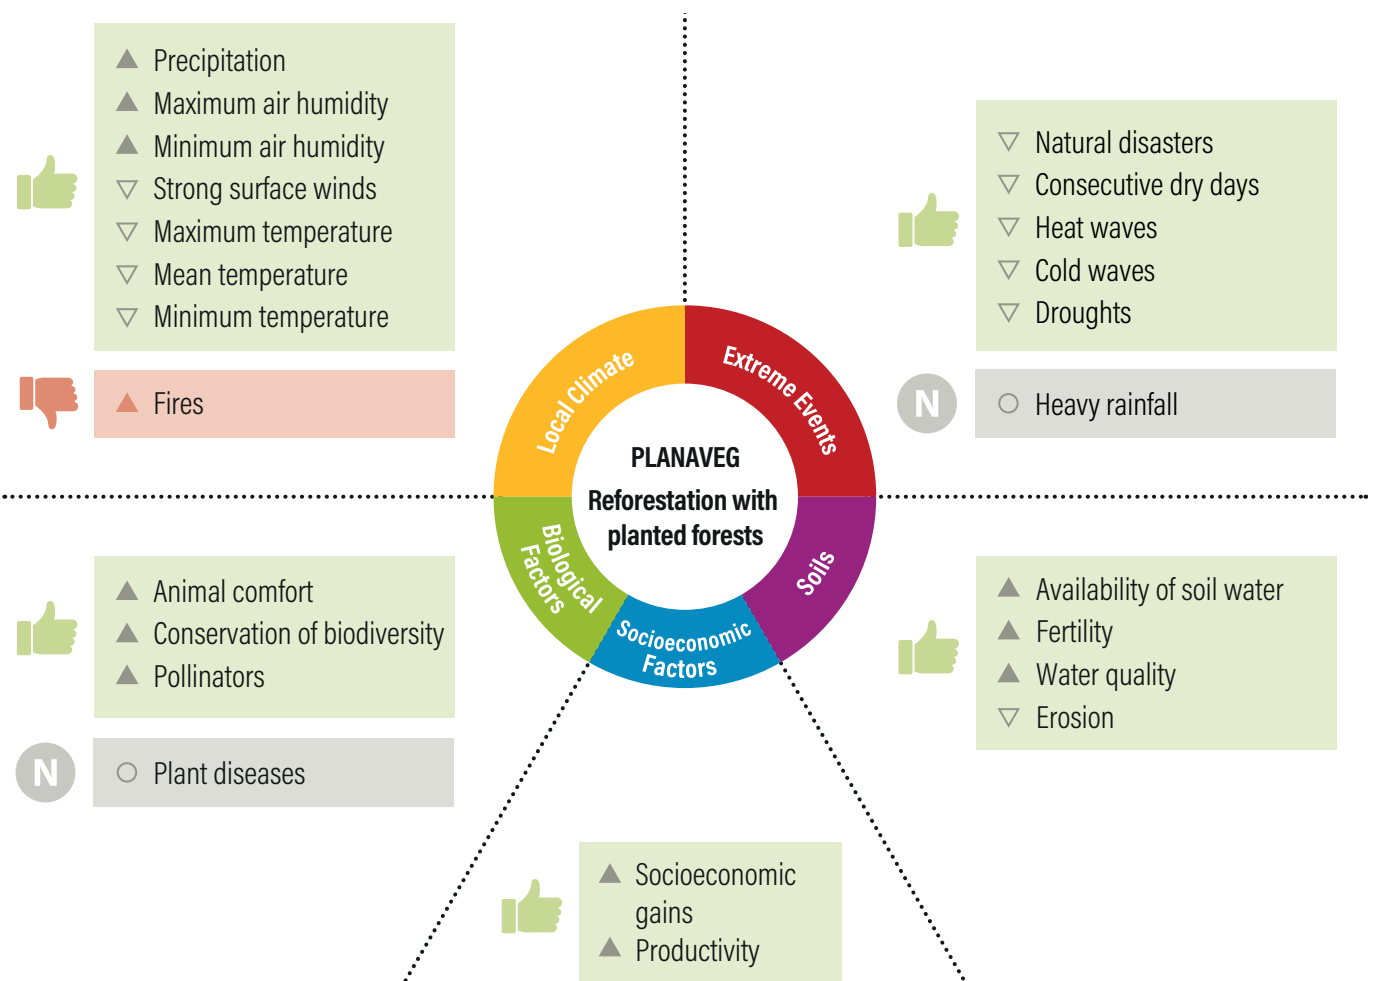 Precipitation
Maximum air humidity
Minimum air humidity
Strong surface winds
Maximum temperature
Mean temperature
Minimum temperature
Fires
Natural disasters
Consecutive dry days
Heat waves
Cold waves
Droughts
N
Heavy rainfall
Local Climate
Extreme Events
PLANAVEG
Reforestation with
planted forests
Biological
Factors
Socioeconomic
Factors
Soils
Animal comfort
Conservation of biodiversity
Pollinators
N
Plant diseases
Availability of soil water
Fertility
Water quality
Erosion
Socioeconomic
gains
Productivity